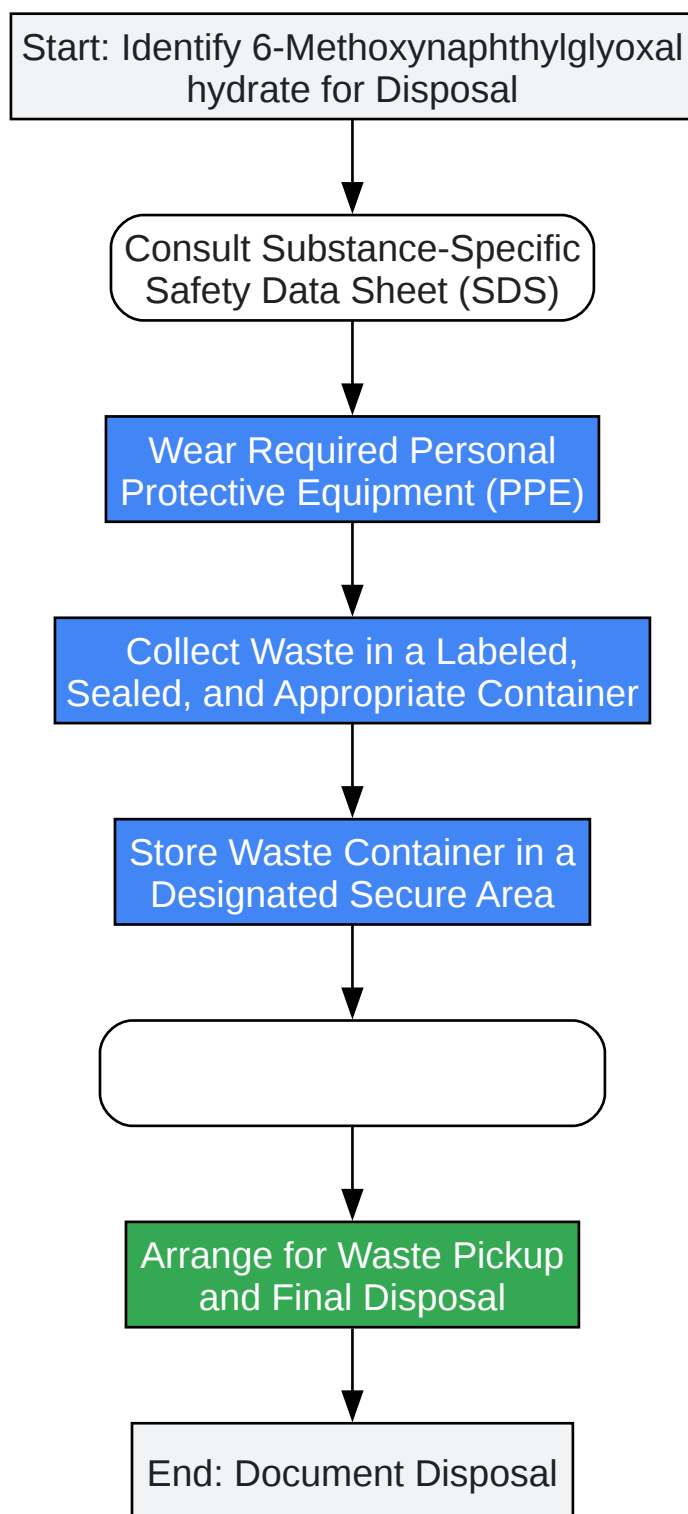 Start: Identify 6-Methoxynaphthylglyoxal
hydrate for Disposal
Consult Substance-Specific
Safety Data Sheet (SDS)
Wear Required Personal
Protective Equipment (PPE)
Collect Waste in a Labeled,
Sealed, and Appropriate Container
Store Waste Container in a
Designated Secure Area
Arrange for Waste Pickup
and Final Disposal
End: Document Disposal